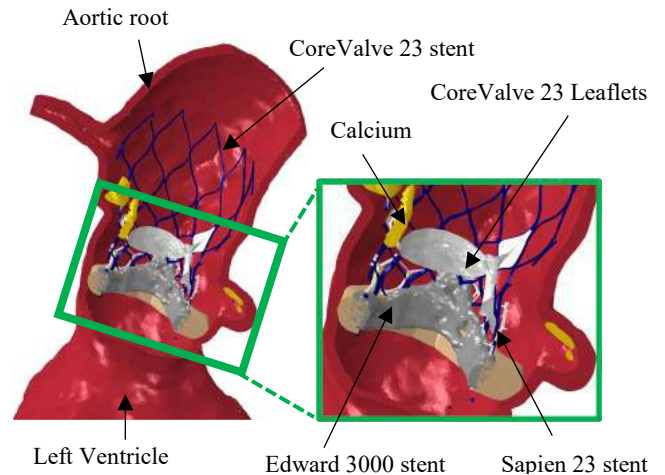 Aortic root
CoreValve 23 stent
CoreValve 23 Leaflets
Calcium
Left Ventricle
Edward 3000 stent
Sapien 23 stent